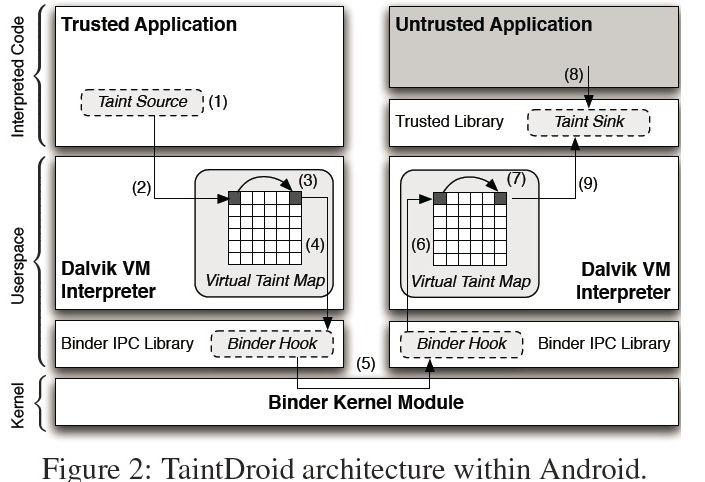 Interpreted Code
Userspace
Kernel
Trusted Application
Taint Source
(1)
(2)
(3)
(4)
Virtual Taint Map
Dalvik VM
Interpreter
Binder IPC Library
Binder Hook
(5)
Untrusted Application
(8)
Trusted Library
Taint Sink
(9)
(7)
(6)
Virtual Taint Map
Dalvik VM
Interpreter
Binder Hook
Binder IPC Library
Binder Kernel Module
Figure 2: TaintDroid architecture within Android.